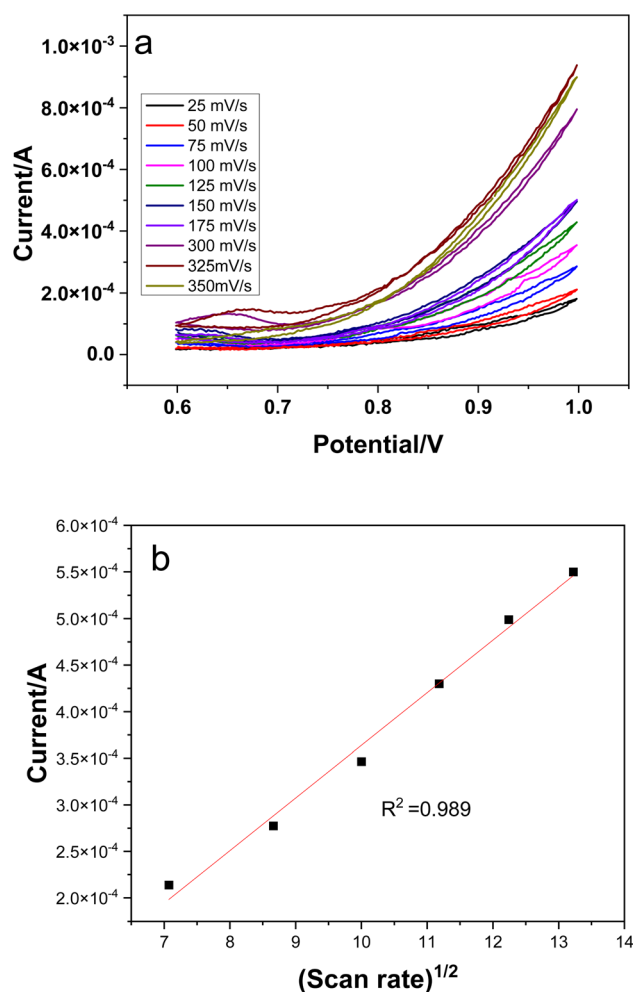 a
1.0×10⁻³
8.0×10⁻⁴
6.0×10⁻⁴
4.0×10⁻⁴
2.0×10⁻⁴
0.0
Current/A
25 mV/s
50 mV/s
75 mV/s
100 mV/s
125 mV/s
150 mV/s
175 mV/s
300 mV/s
325mV/s
350mV/s
0.6 0.7 0.8 0.9 1.0
Potential/V
b
6.0×10⁻⁴
5.5×10⁻⁴
5.0×10⁻⁴
4.5×10⁻⁴
4.0×10⁻⁴
3.5×10⁻⁴
3.0×10⁻⁴
2.5×10⁻⁴
2.0×10⁻⁴
Current/A
R² =0.989
7 8 9 10 11 12 13 14
(Scan rate)¹/²